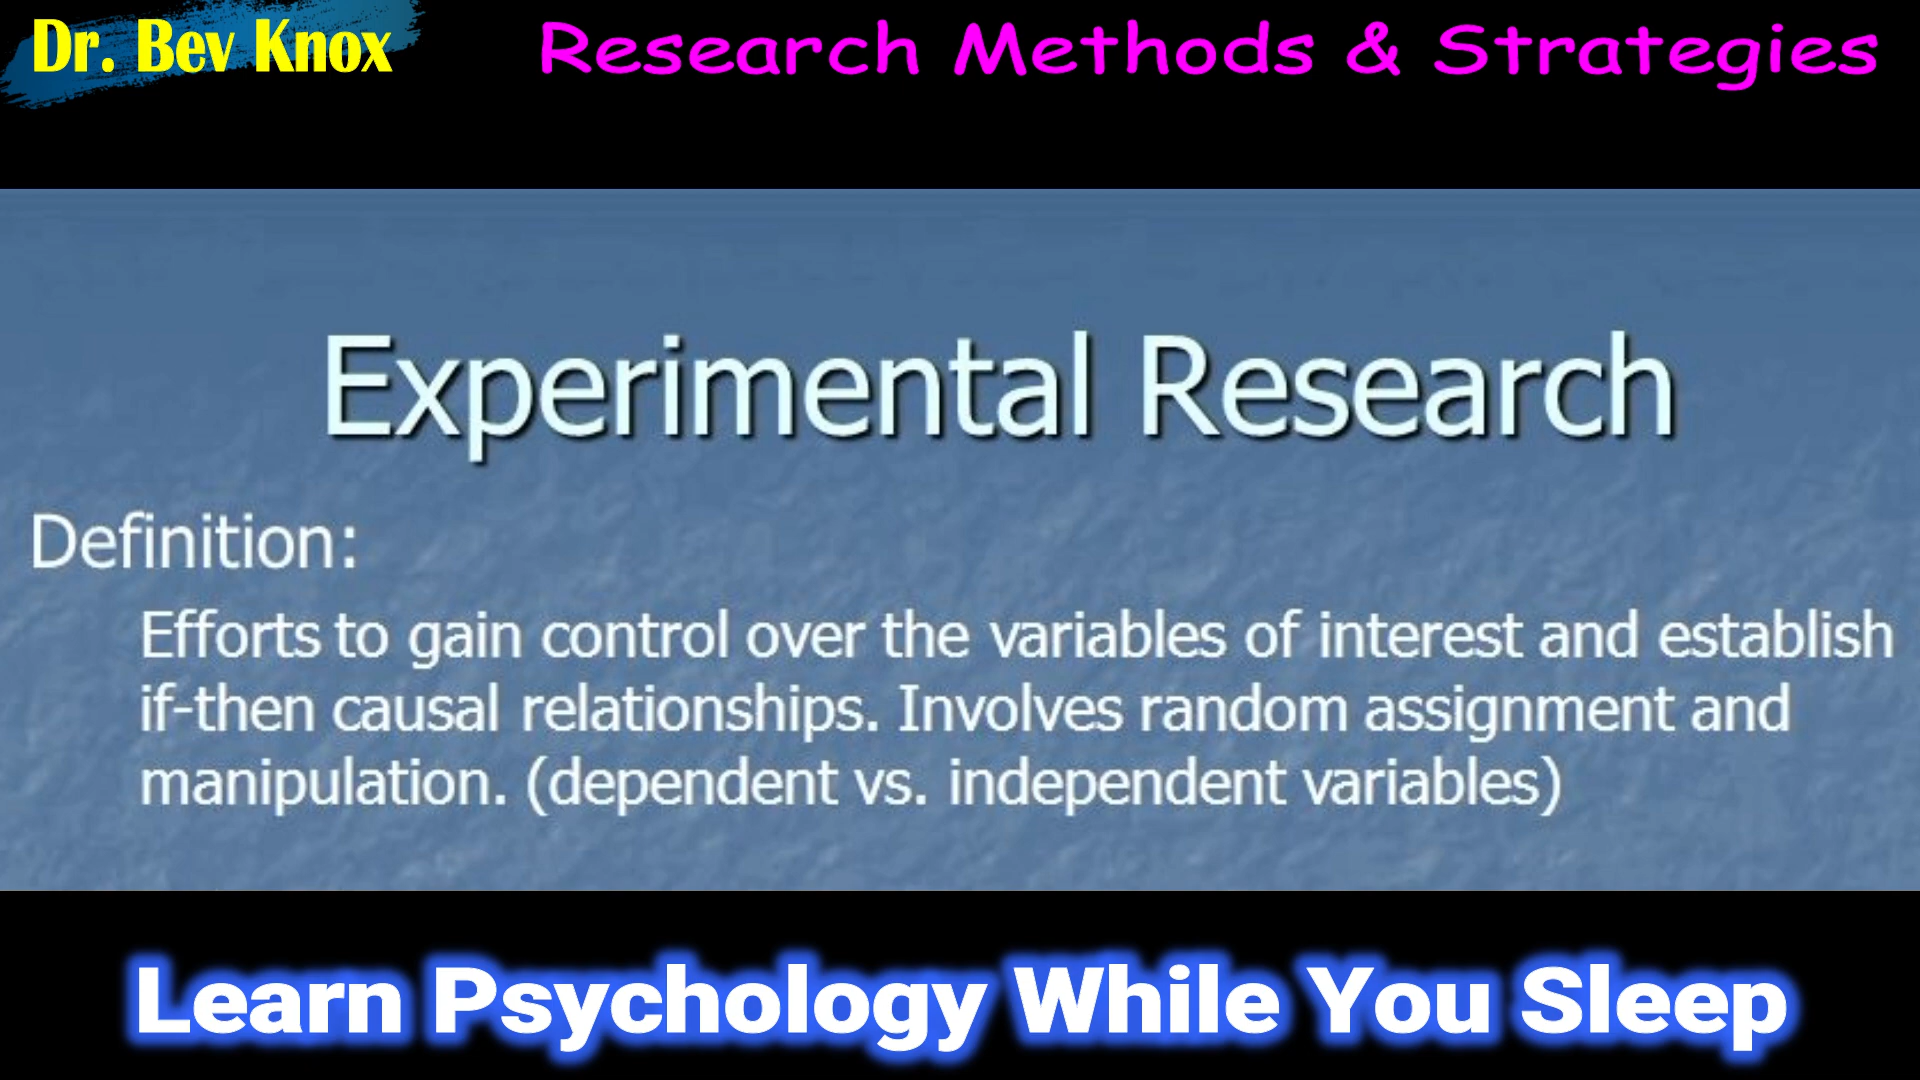 Dr. Bev Knox
Research Methods & Strategies
Experimental Research
Definition:
Efforts to gain control over the variables of interest and establish
if-then causal relationships. Involves random assignment and
manipulation. (dependent vs. independent variables)
Learn Psychology While You Sleep